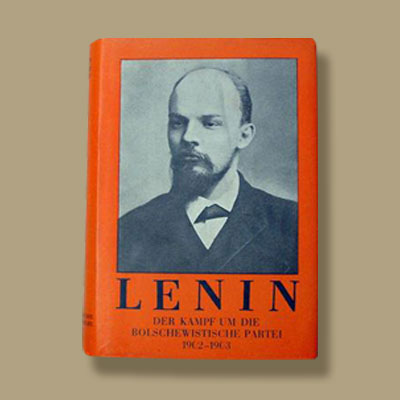 LENIN
DER KAMPF UM DIE
BOLSCHEWISTISCHE PARTEI
1902–1903